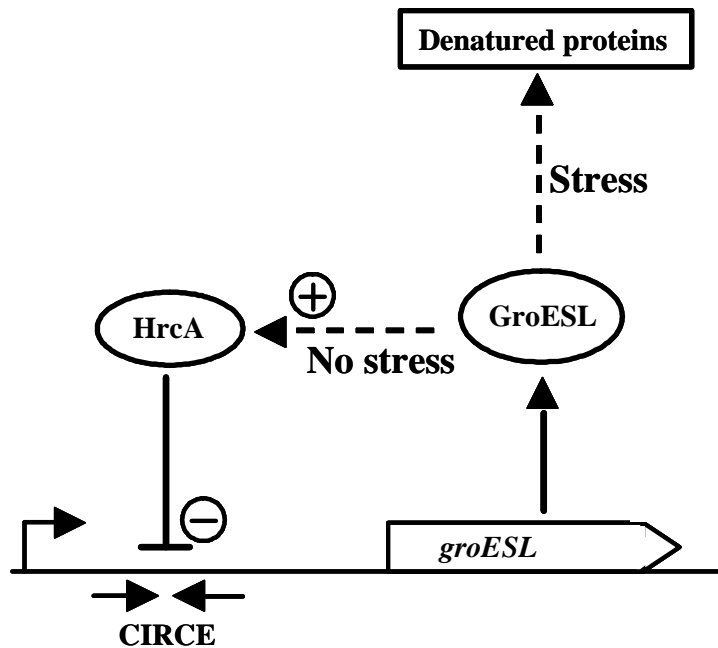 Denatured proteins
Stress
+
HrcA
GroESL
No stress
−
groESL
CIRCE